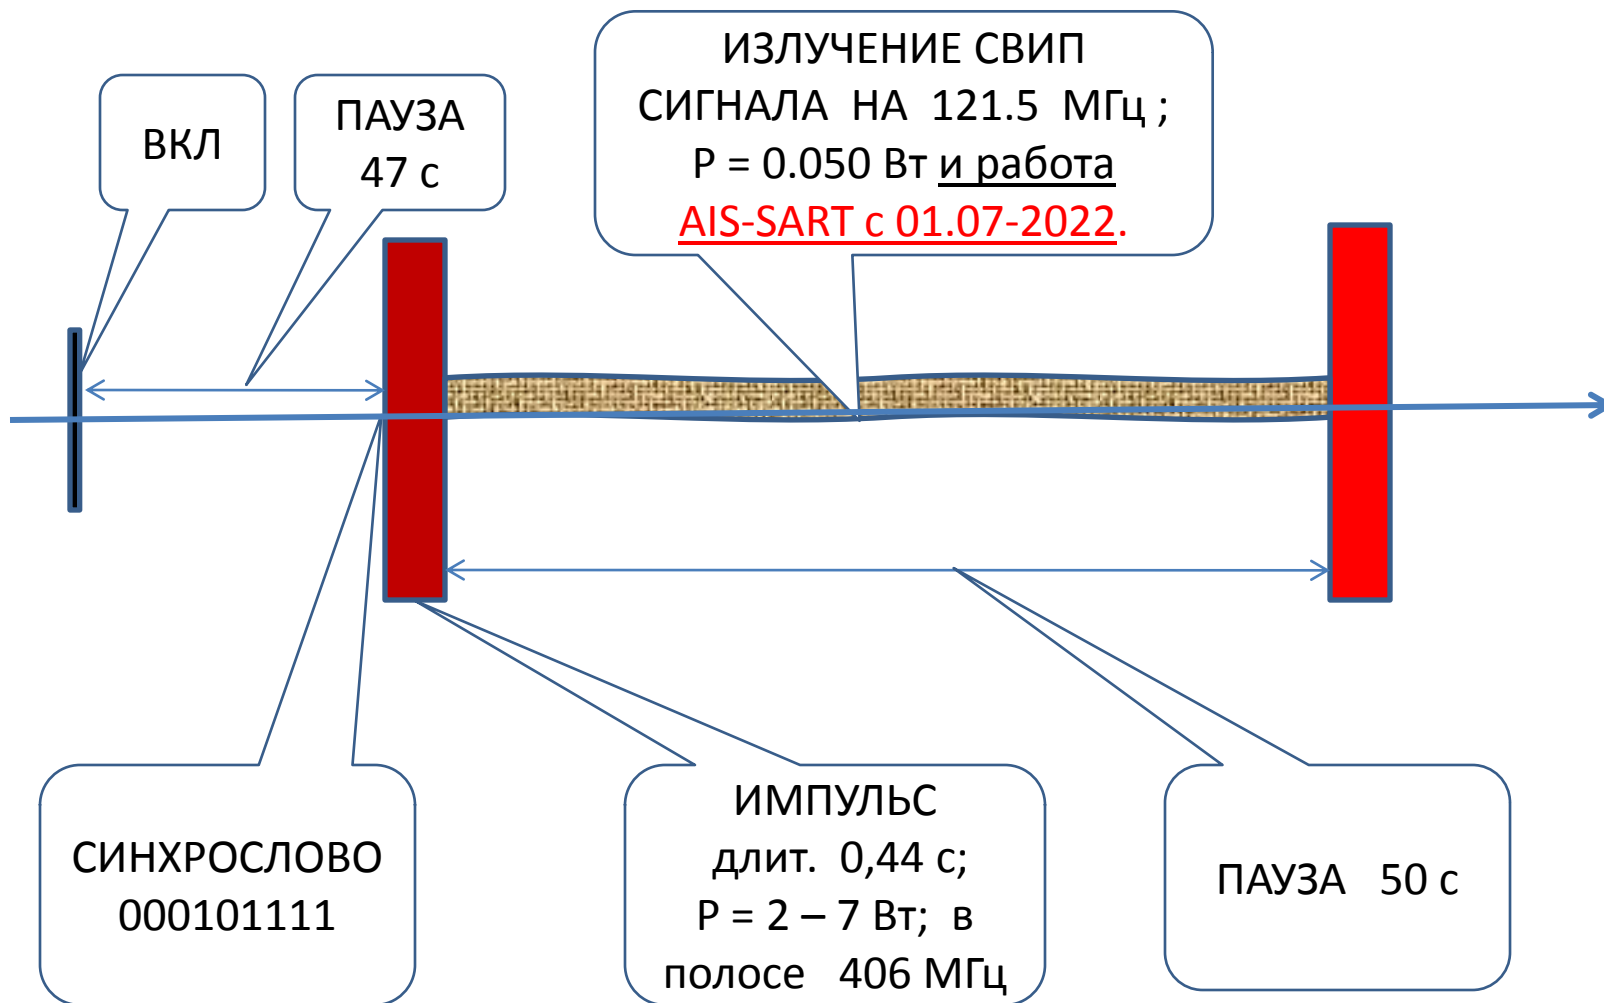 ВКЛ
ПАУЗА
47 с
ИЗЛУЧЕНИЕ СВИП
СИГНАЛА НА 121.5 МГц ;
Р = 0.050 Вт и работа
AIS-SART с 01.07-2022.
СИНХРОСЛОВО
000101111
ИМПУЛЬС
длит. 0,44 с;
Р = 2 – 7 Вт; в
полосе 406 МГц
ПАУЗА 50 с